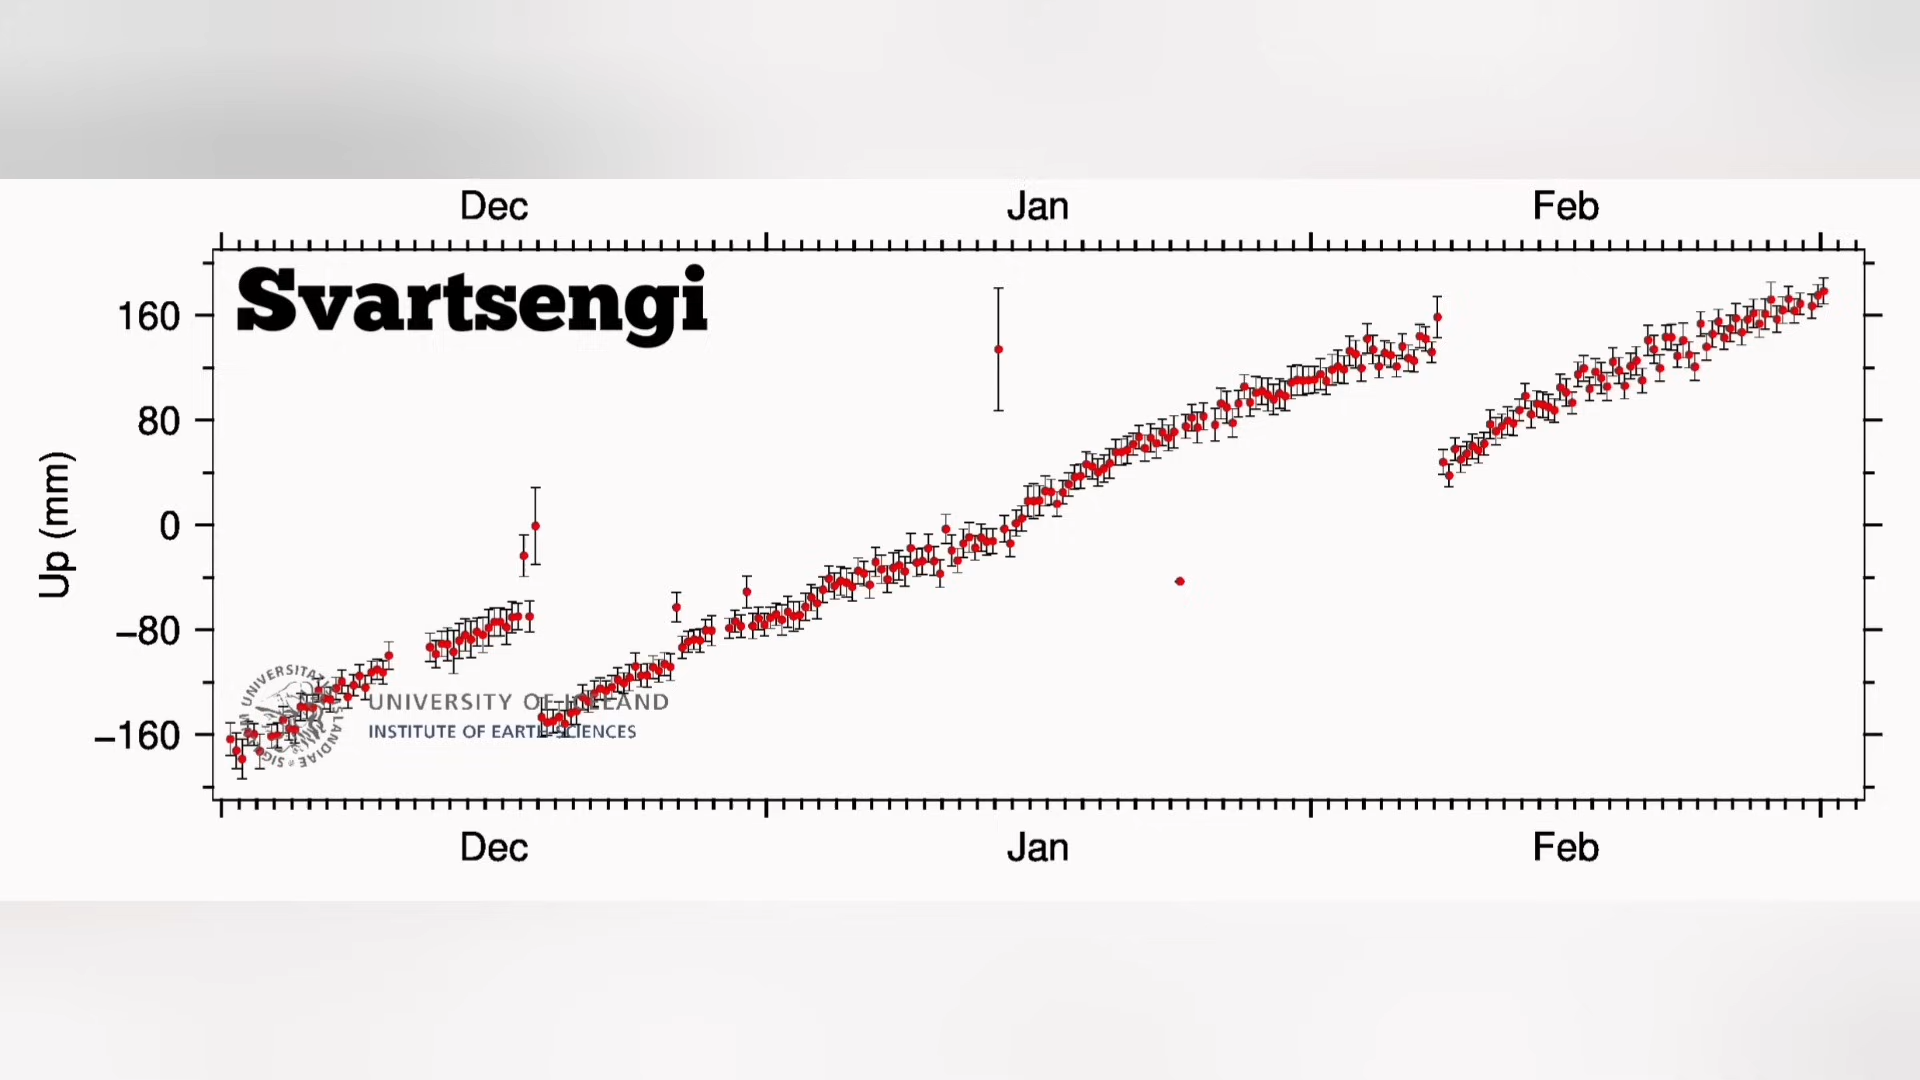 Dec Jan Feb
Svartsengi
160
80
0
−80
−160
Up (mm)
UNIVERSITY OF ICELAND
INSTITUTE OF EARTH SCIENCES
Dec Jan Feb